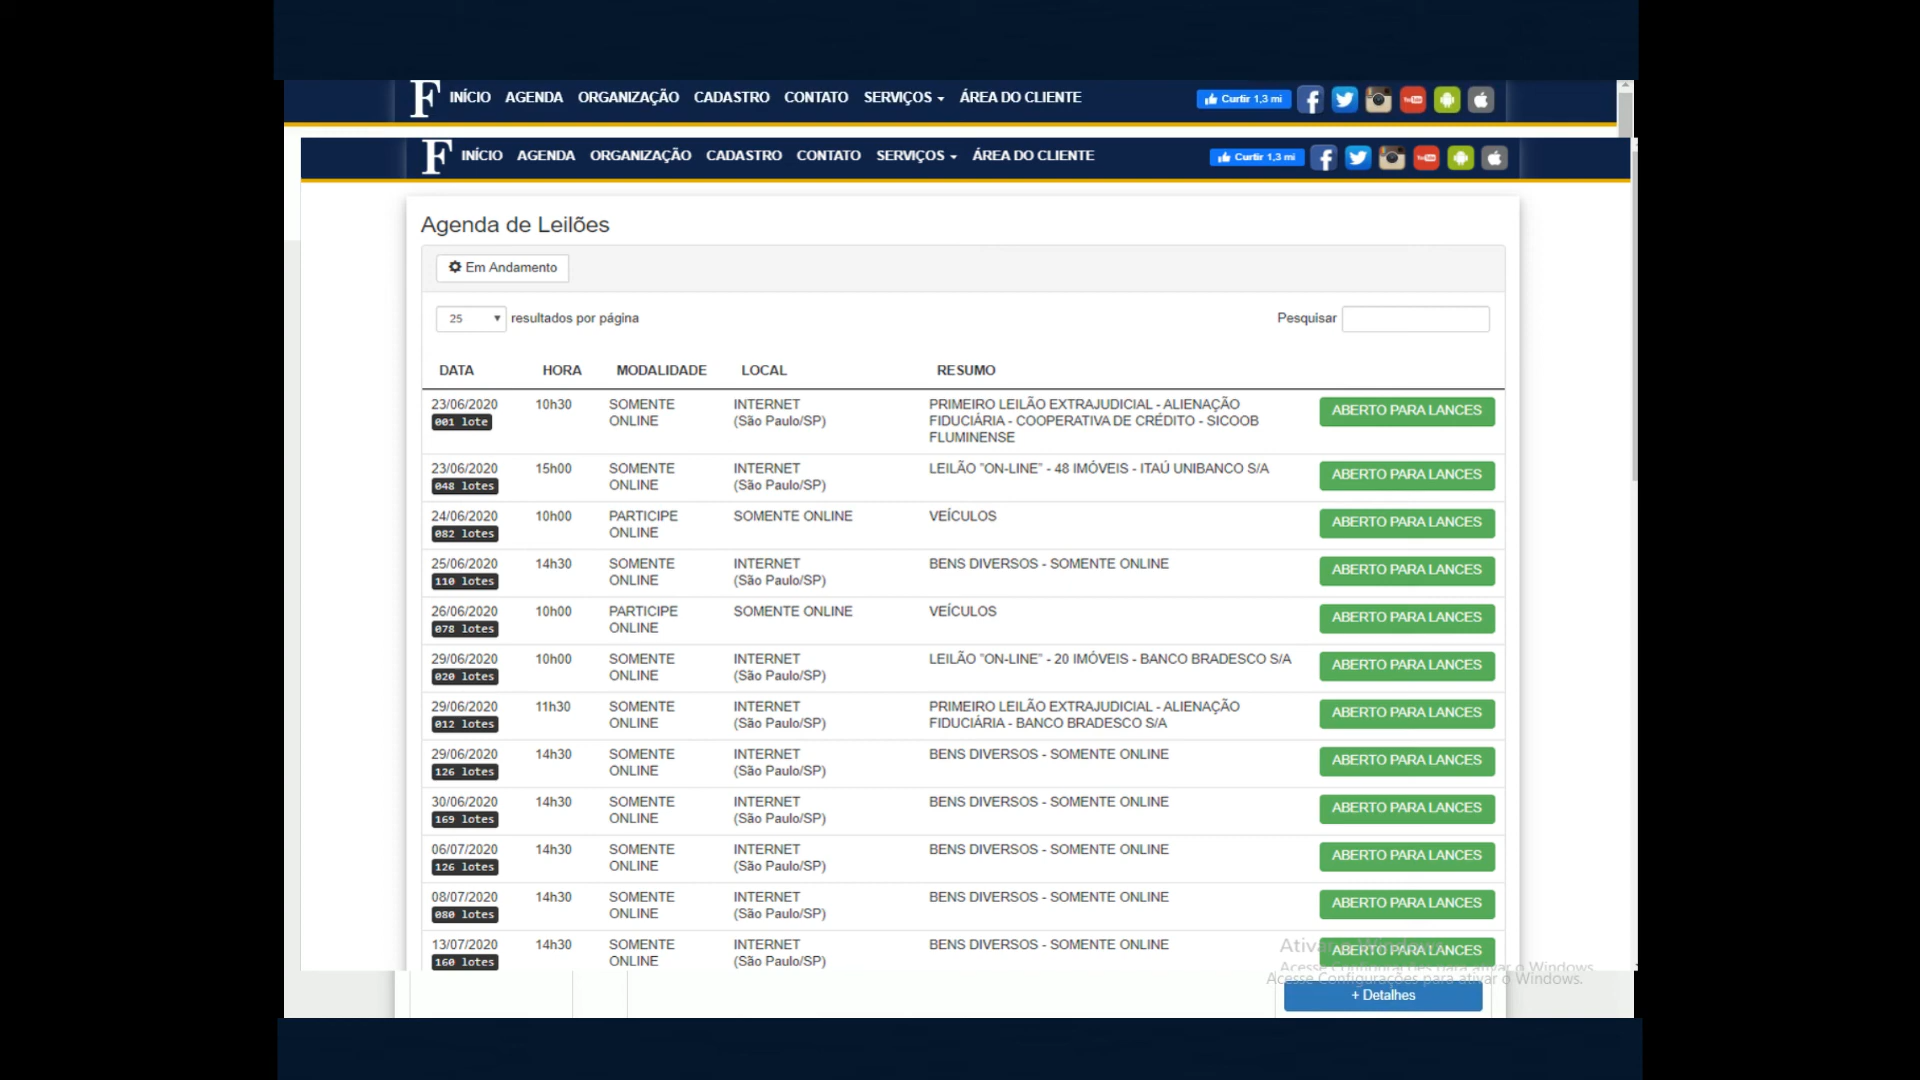 F INÍCIO AGENDA ORGANIZAÇÃO CADASTRO CONTATO SERVIÇOS ÁREA DO CLIENTE Curtir 1,3 mi
F INÍCIO AGENDA ORGANIZAÇÃO CADASTRO CONTATO SERVIÇOS ÁREA DO CLIENTE Curtir 1,3 mi
Agenda de Leilões
Em Andamento
25 resultados por página Pesquisar
DATA HORA MODALIDADE LOCAL RESUMO
23/06/2020 10h30 SOMENTE INTERNET PRIMEIRO LEILÃO EXTRAJUDICIAL - ALIENAÇÃO ABERTO PARA LANCES
001 lote ONLINE (São Paulo/SP) FIDUCIÁRIA - COOPERATIVA DE CRÉDITO - SICOOB
FLUMINENSE
23/06/2020 15h00 SOMENTE INTERNET LEILÃO "ON-LINE" - 48 IMÓVEIS - ITAÚ UNIBANCO S/A ABERTO PARA LANCES
048 lotes ONLINE (São Paulo/SP)
24/06/2020 10h00 PARTICIPE SOMENTE ONLINE VEÍCULOS ABERTO PARA LANCES
082 lotes ONLINE
25/06/2020 14h30 SOMENTE INTERNET BENS DIVERSOS - SOMENTE ONLINE ABERTO PARA LANCES
110 lotes ONLINE (São Paulo/SP)
26/06/2020 10h00 PARTICIPE SOMENTE ONLINE VEÍCULOS ABERTO PARA LANCES
078 lotes ONLINE
29/06/2020 10h00 SOMENTE INTERNET LEILÃO "ON-LINE" - 20 IMÓVEIS - BANCO BRADESCO S/A ABERTO PARA LANCES
020 lotes ONLINE (São Paulo/SP)
29/06/2020 11h30 SOMENTE INTERNET PRIMEIRO LEILÃO EXTRAJUDICIAL - ALIENAÇÃO ABERTO PARA LANCES
012 lotes ONLINE (São Paulo/SP) FIDUCIÁRIA - BANCO BRADESCO S/A
29/06/2020 14h30 SOMENTE INTERNET BENS DIVERSOS - SOMENTE ONLINE ABERTO PARA LANCES
126 lotes ONLINE (São Paulo/SP)
30/06/2020 14h30 SOMENTE INTERNET BENS DIVERSOS - SOMENTE ONLINE ABERTO PARA LANCES
169 lotes ONLINE (São Paulo/SP)
06/07/2020 14h30 SOMENTE INTERNET BENS DIVERSOS - SOMENTE ONLINE ABERTO PARA LANCES
126 lotes ONLINE (São Paulo/SP)
08/07/2020 14h30 SOMENTE INTERNET BENS DIVERSOS - SOMENTE ONLINE ABERTO PARA LANCES
080 lotes ONLINE (São Paulo/SP)
13/07/2020 14h30 SOMENTE INTERNET BENS DIVERSOS - SOMENTE ONLINE ABERTO PARA LANCES
160 lotes ONLINE (São Paulo/SP)
Acesse Configurações para ativar o Windows.
+ Detalhes